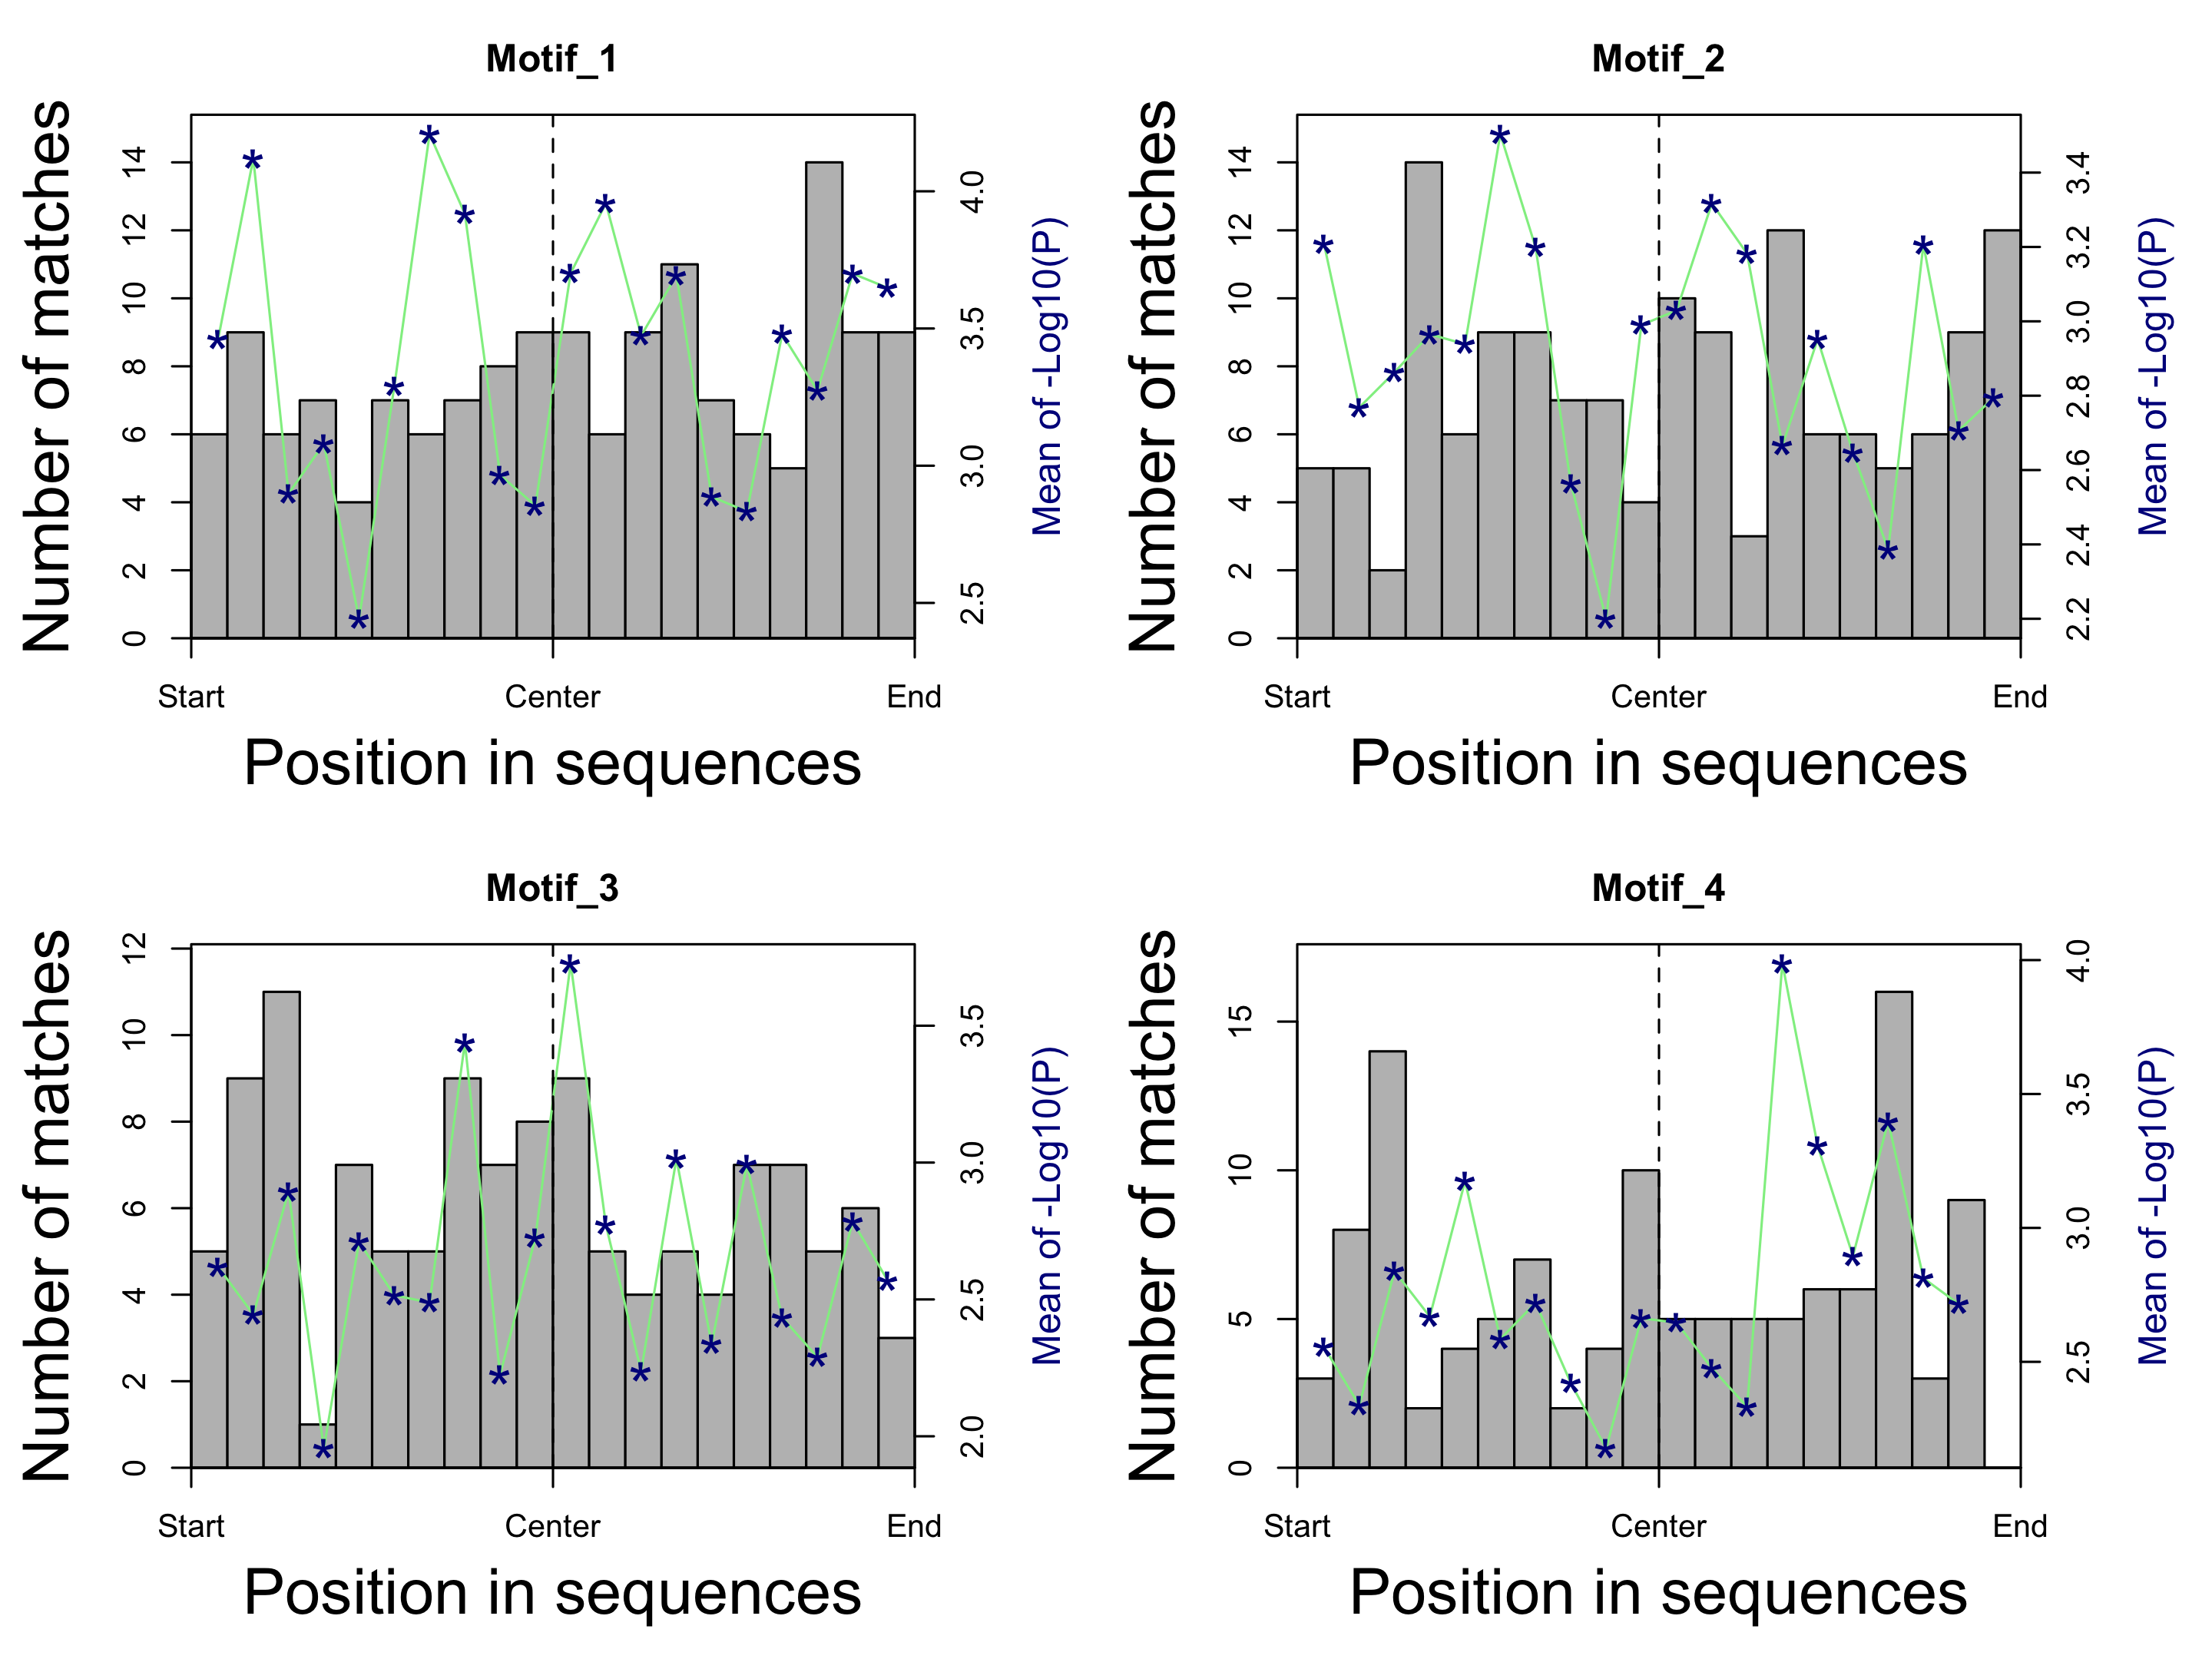 Motif_1
Number of matches
0 2 4 6 8 10 12 14
2.5 3.0 3.5 4.0
Mean of -Log10(P)
Start Center End
Position in sequences
Motif_2
Number of matches
0 2 4 6 8 10 12 14
2.2 2.4 2.6 2.8 3.0 3.2 3.4
Mean of -Log10(P)
Start Center End
Position in sequences
Motif_3
Number of matches
0 2 4 6 8 10 12
2.0 2.5 3.0 3.5
Mean of -Log10(P)
Start Center End
Position in sequences
Motif_4
Number of matches
0 5 10 15
2.5 3.0 3.5 4.0
Mean of -Log10(P)
Start Center End
Position in sequences